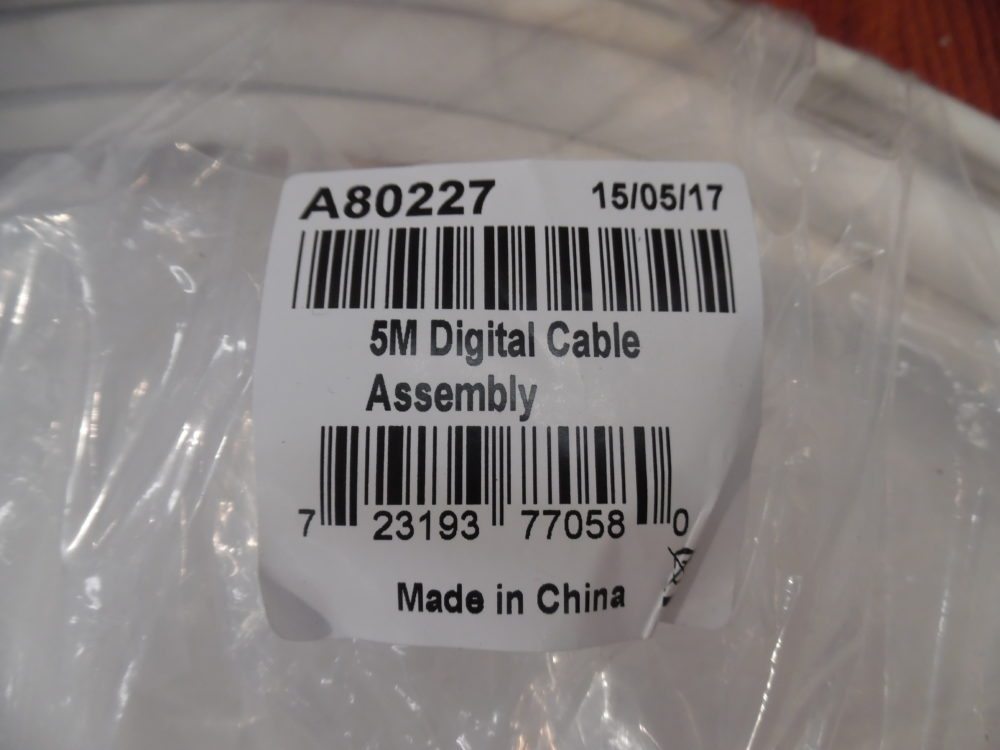 A80227 15/05/17
5M Digital Cable
Assembly
7 23193 77058 0
Made in China